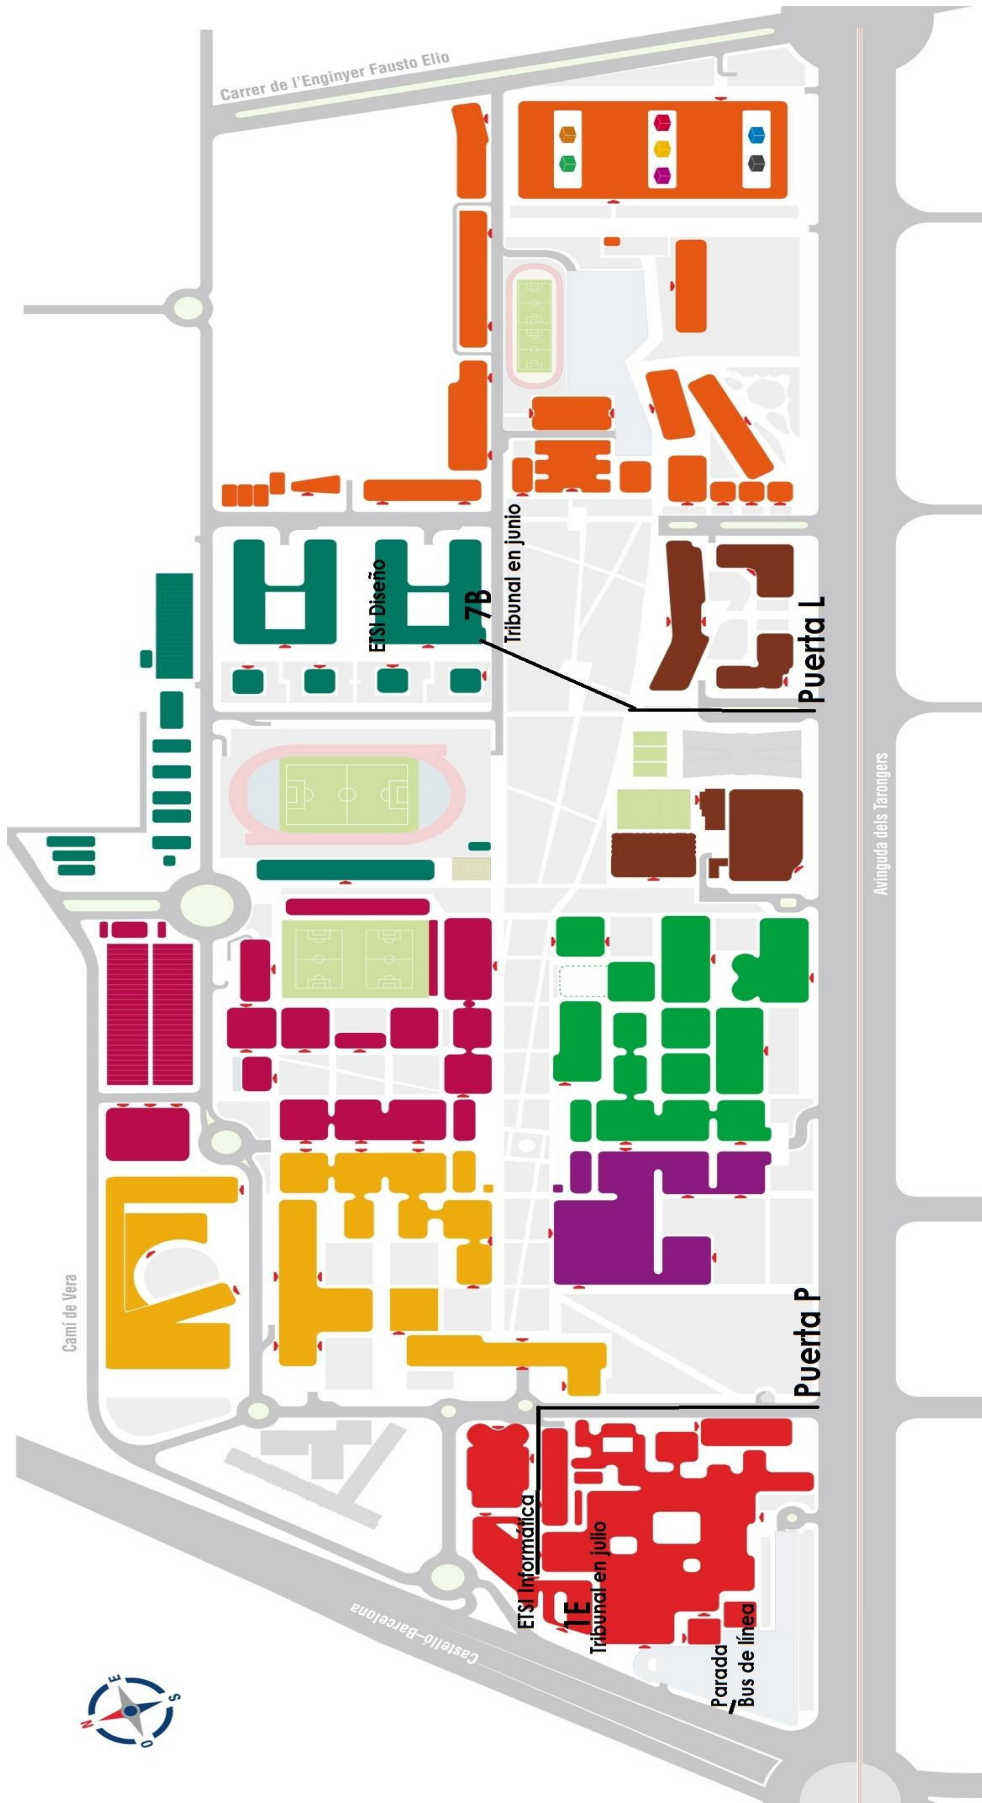 Carrer de l'Enginyer Fausto Elio
ETSI Diseño
7B
Tribunal en junio
Puerta L
Avinguda dels Tarongers
Camí de Vera
Puerta P
ETSI Informática
1E
Tribunal en julio
Castelló–Barcelona
Parada
Bus de línea
N
E
S
O